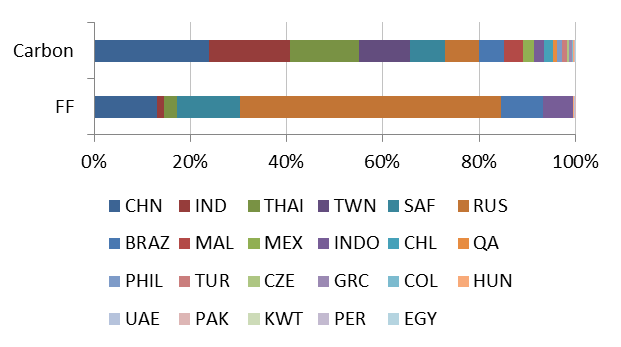 Carbon
FF
0% 20% 40% 60% 80% 100%
CHN IND THAI TWN SAF RUS
BRAZ MAL MEX INDO CHL QA
PHIL TUR CZE GRC COL HUN
UAE PAK KWT PER EGY